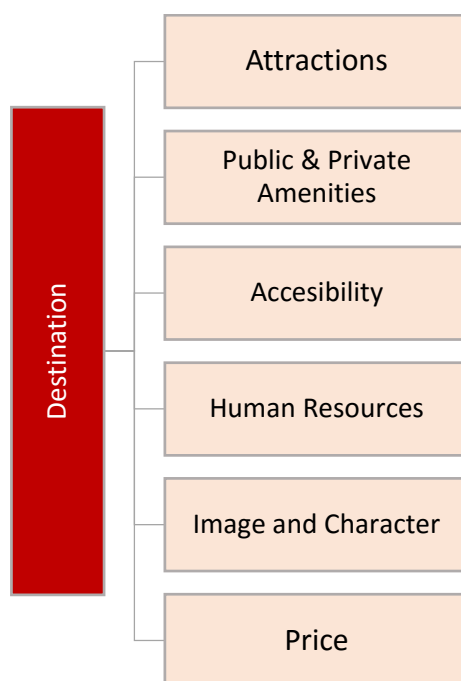 Destination
Attractions
Public & Private
Amenities
Accesibility
Human Resources
Image and Character
Price